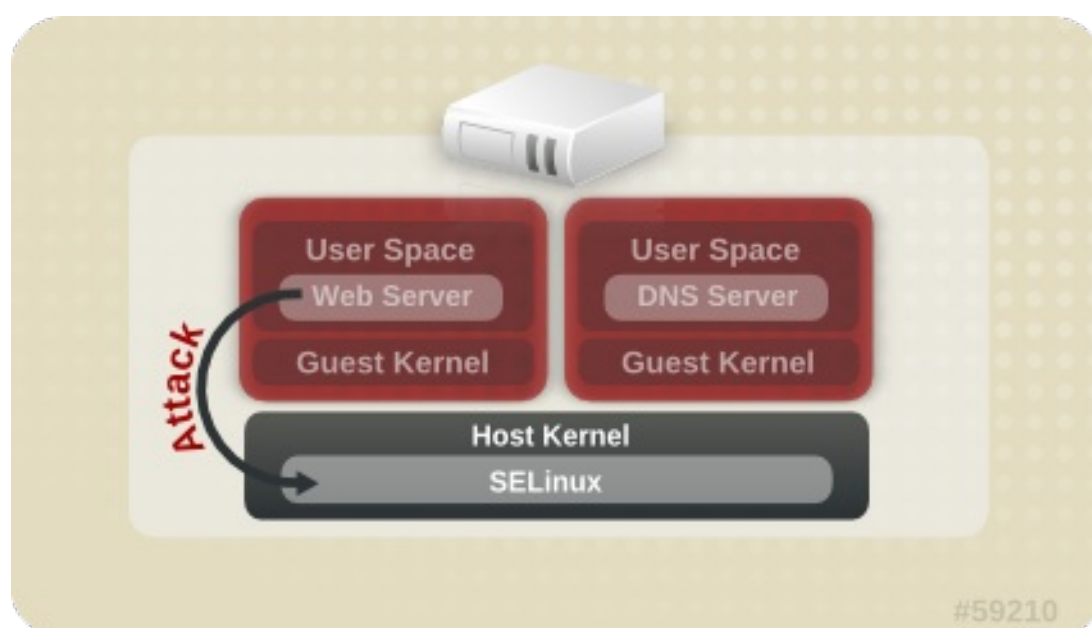 User Space
Web Server
Guest Kernel
User Space
DNS Server
Guest Kernel
Attack
Host Kernel
SELinux
#59210